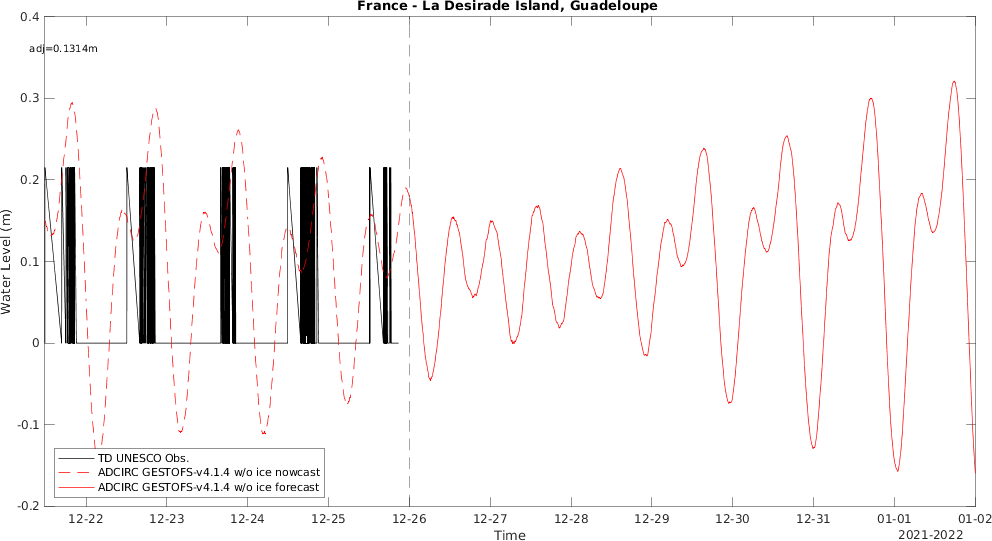 France - La Desirade Island, Guadeloupe
adj=0.1314m
0.4
0.3
0.2
0.1
0
-0.1
-0.2
Water Level (m)
TD UNESCO Obs.
ADCIRC GESTOFS-v4.1.4 w/o ice nowcast
ADCIRC GESTOFS-v4.1.4 w/o ice forecast
12-22 12-23 12-24 12-25 12-26 12-27 12-28 12-29 12-30 12-31 01-01 01-02
Time
2021-2022